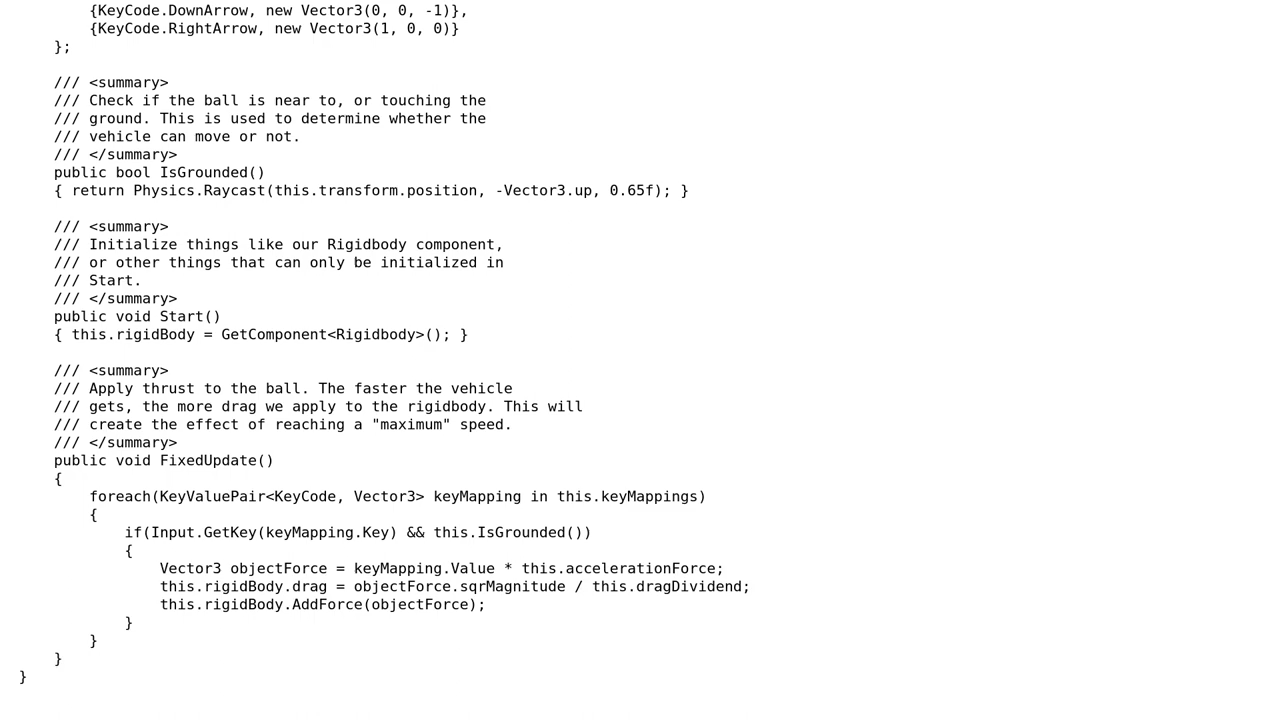 {KeyCode.DownArrow, new Vector3(0, 0, -1)},
{KeyCode.RightArrow, new Vector3(1, 0, 0)}
};
/// <summary>
/// Check if the ball is near to, or touching the
/// ground. This is used to determine whether the
/// vehicle can move or not.
/// </summary>
public bool IsGrounded()
{ return Physics.Raycast(this.transform.position, -Vector3.up, 0.65f); }
/// <summary>
/// Initialize things like our Rigidbody component,
/// or other things that can only be initialized in
/// Start.
/// </summary>
public void Start()
{ this.rigidBody = GetComponent<Rigidbody>(); }
/// <summary>
/// Apply thrust to the ball. The faster the vehicle
/// gets, the more drag we apply to the rigidbody. This will
/// create the effect of reaching a "maximum" speed.
/// </summary>
public void FixedUpdate()
{
foreach(KeyValuePair<KeyCode, Vector3> keyMapping in this.keyMappings)
{
if(Input.GetKey(keyMapping.Key) && this.IsGrounded())
{
Vector3 objectForce = keyMapping.Value * this.accelerationForce;
this.rigidBody.drag = objectForce.sqrMagnitude / this.dragDividend;
this.rigidBody.AddForce(objectForce);
}
}
}
}